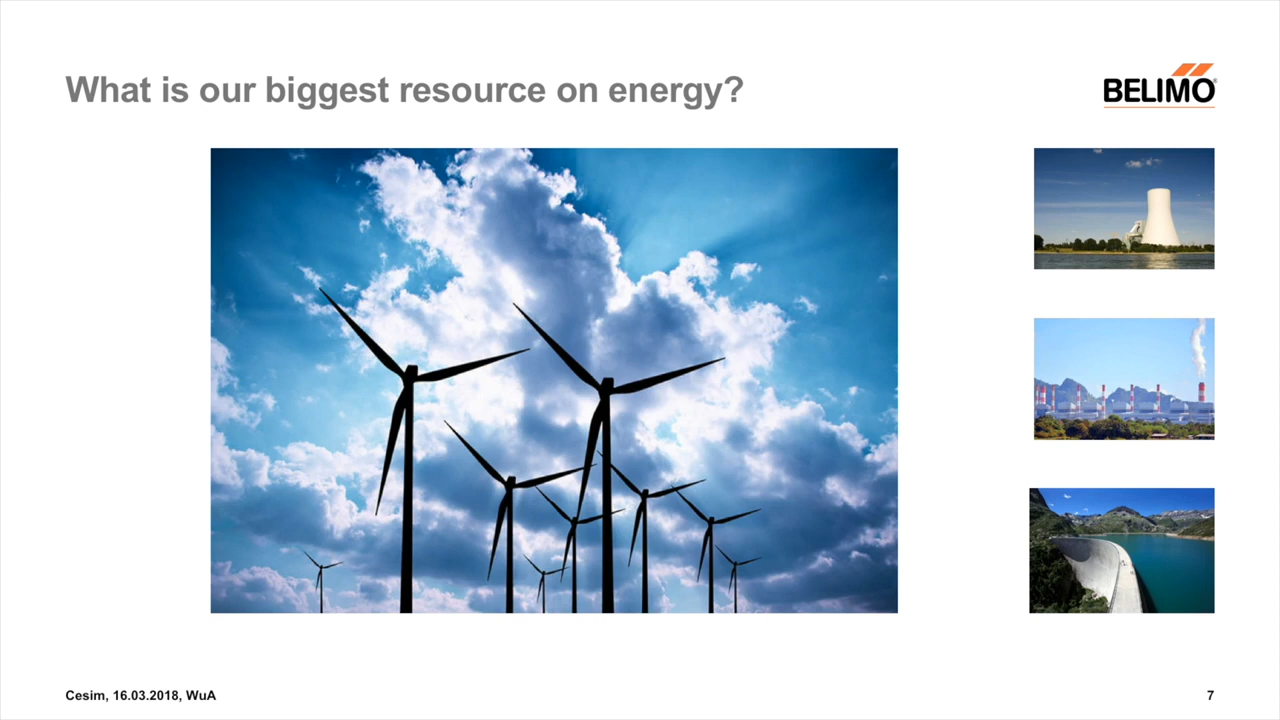 What is our biggest resource on energy?
BELIMO®
Cesim, 16.03.2018, WuA
7